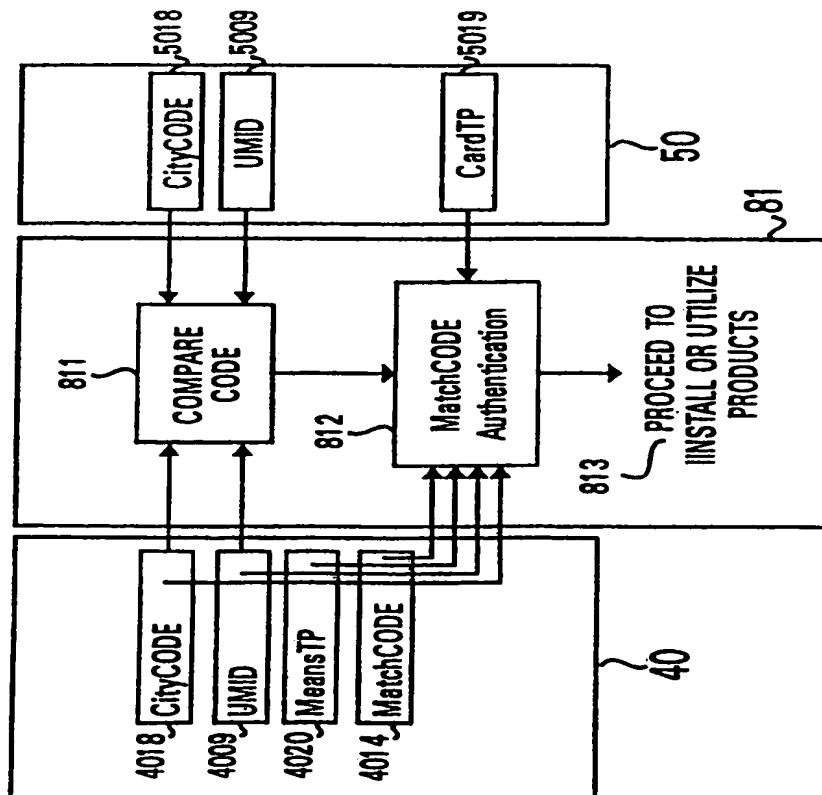 4018
CityCODE
4009
UMID
4020
MeansTP
4014
MatchCODE
40
811
COMPARE
CODE
812
MatchCODE
Authentication
813
PROCEED TO
IINSTALL OR UTILIZE
PRODUCTS
81
CityCODE
5018
UMID
5009
CardTP
5019
50